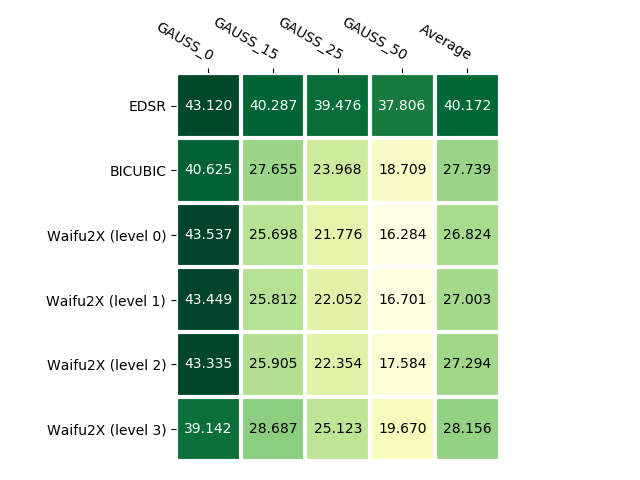 GAUSS_0 GAUSS_15 GAUSS_25 GAUSS_50 Average
EDSR 43.120 40.287 39.476 37.806 40.172
BICUBIC 40.625 27.655 23.968 18.709 27.739
Waifu2X (level 0) 43.537 25.698 21.776 16.284 26.824
Waifu2X (level 1) 43.449 25.812 22.052 16.701 27.003
Waifu2X (level 2) 43.335 25.905 22.354 17.584 27.294
Waifu2X (level 3) 39.142 28.687 25.123 19.670 28.156